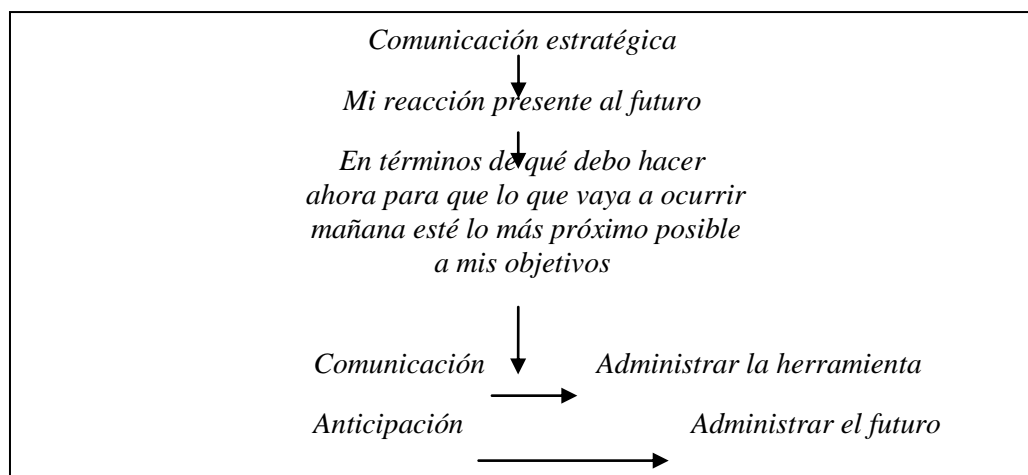 Comunicación estratégica
Mi reacción presente al futuro
En términos de qué debo hacer
ahora para que lo que vaya a ocurrir
mañana esté lo más próximo posible
a mis objetivos
Comunicación Administrar la herramienta
Anticipación Administrar el futuro